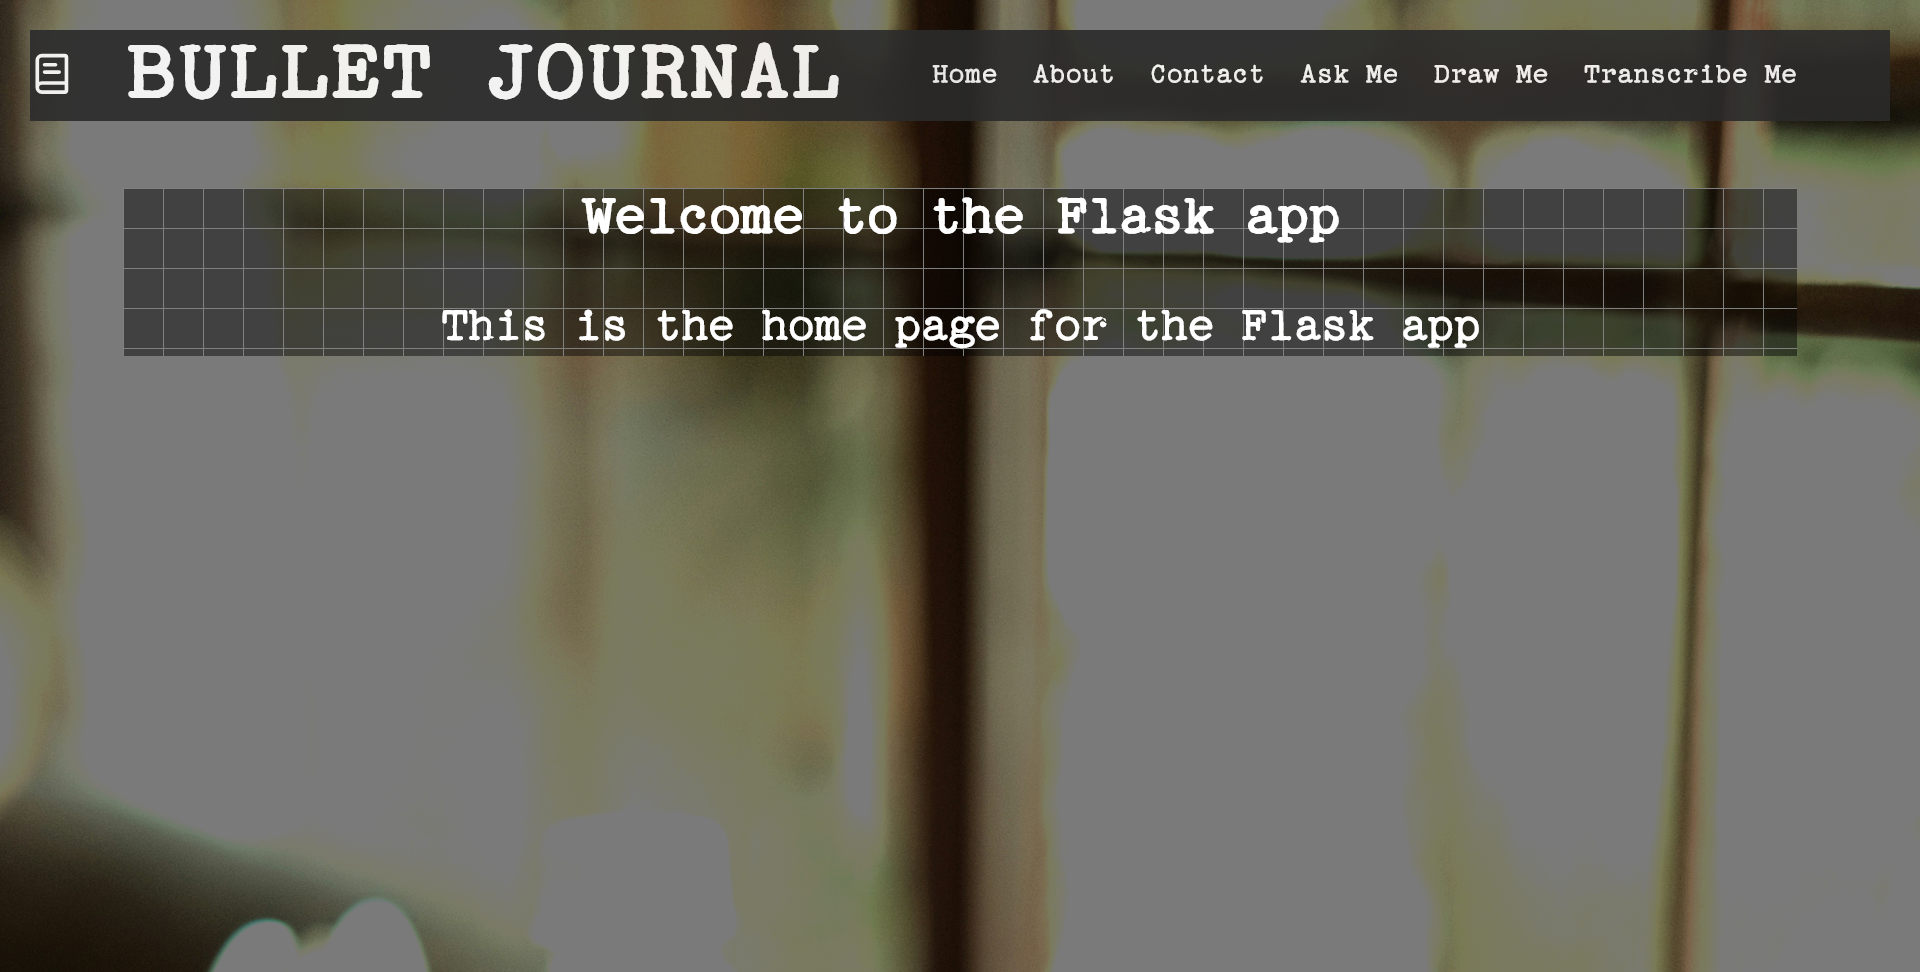 BULLET JOURNAL
Home About Contact Ask Me Draw Me Transcribe Me
Welcome to the Flask app
This is the home page for the Flask app